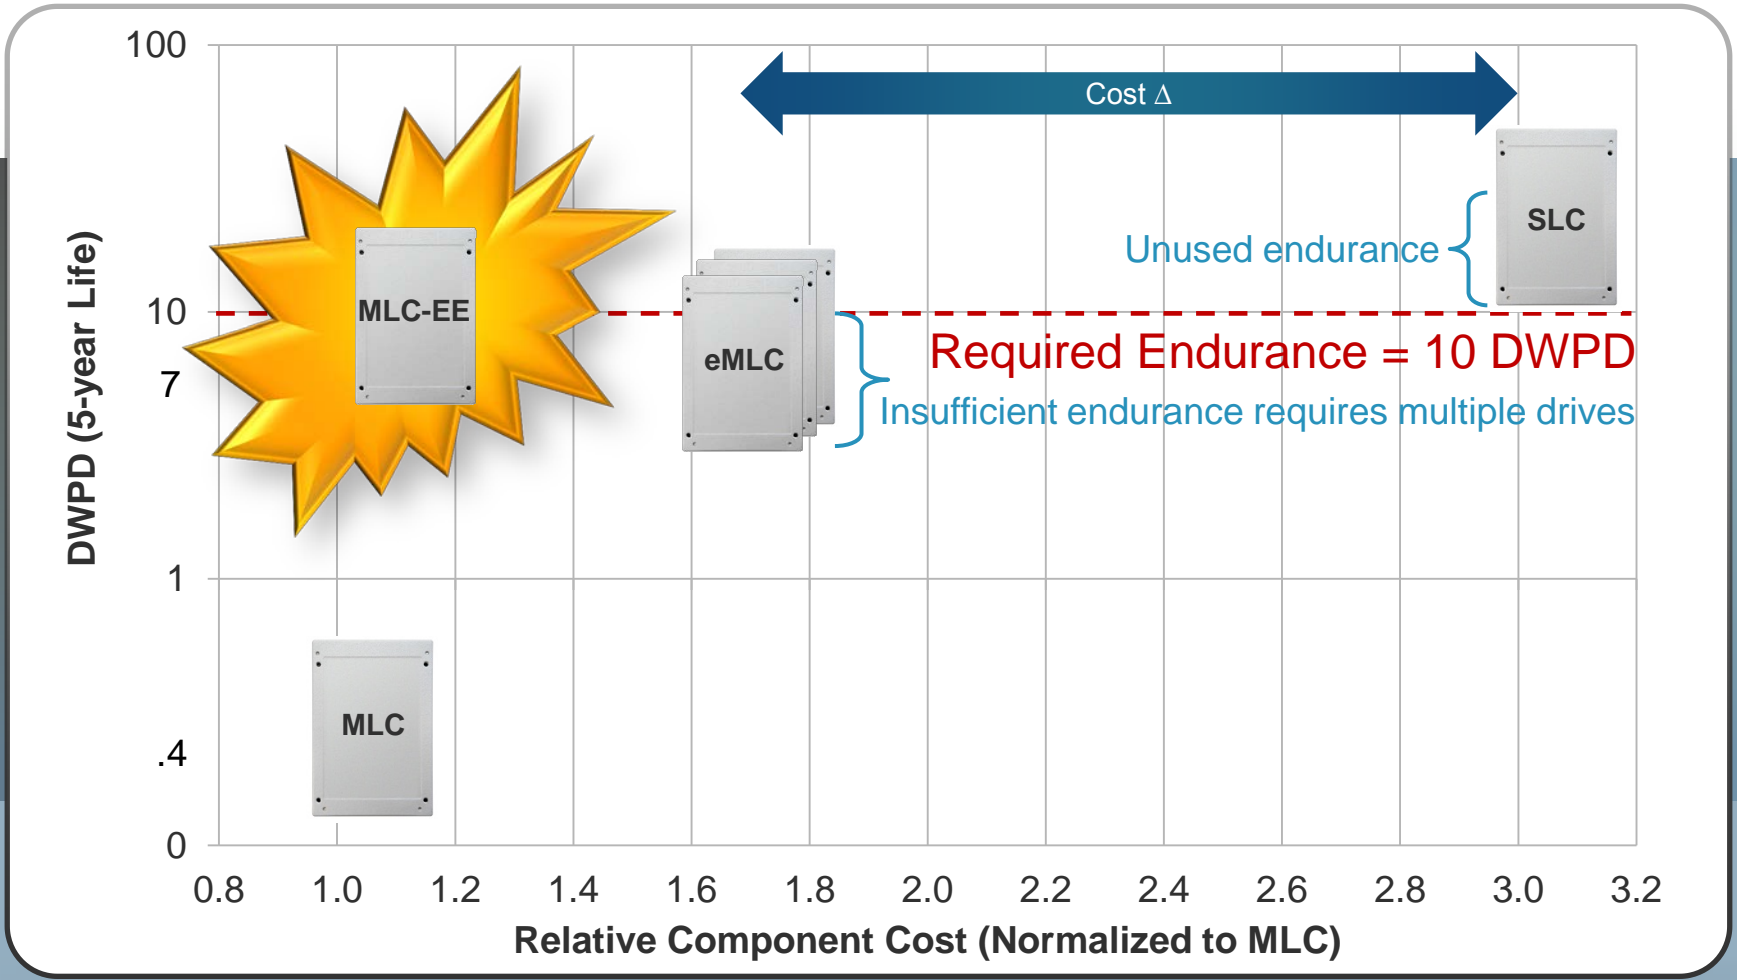 100
Cost Δ
SLC
Unused endurance
DWPD (5-year Life)
10
MLC-EE
Required Endurance = 10 DWPD
eMLC
7
Insufficient endurance requires multiple drives
1
MLC
.4
0
0.8 1.0 1.2 1.4 1.6 1.8 2.0 2.2 2.4 2.6 2.8 3.0 3.2
Relative Component Cost (Normalized to MLC)